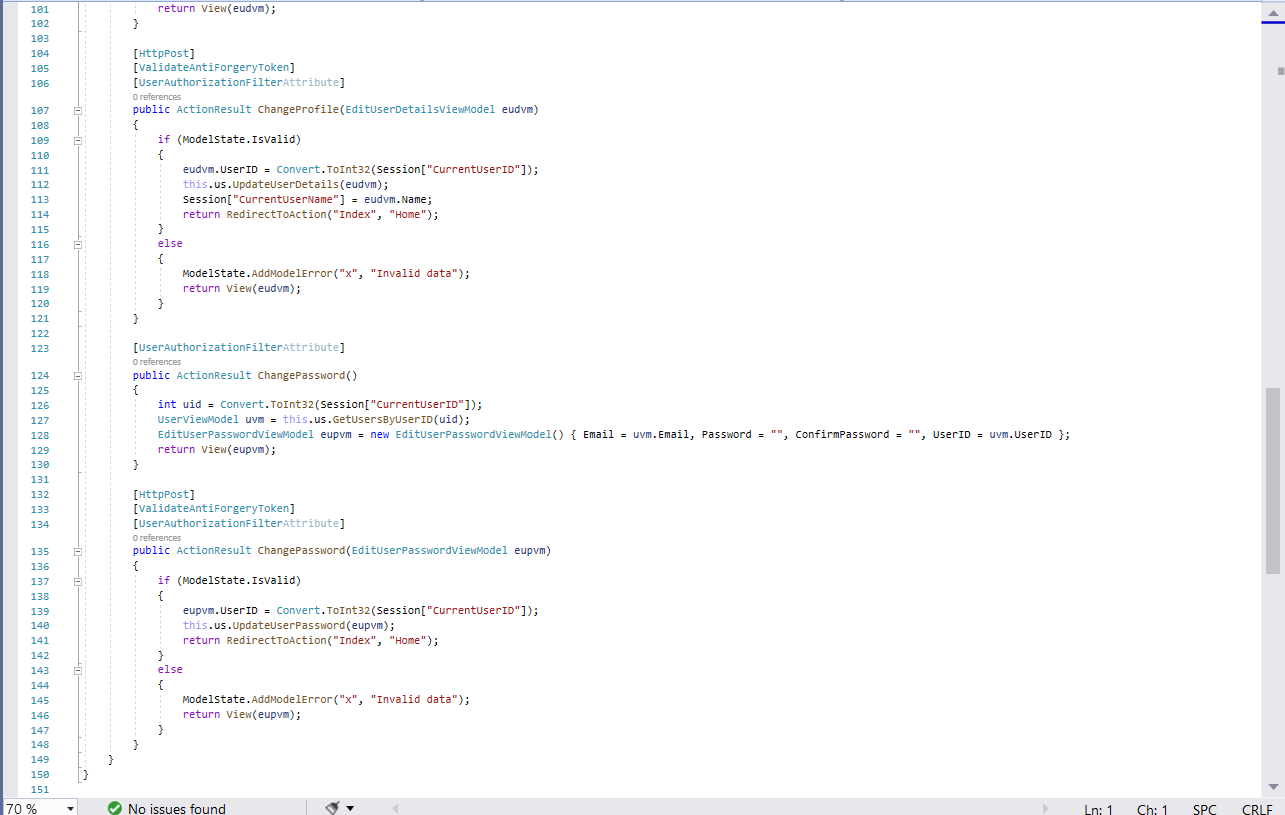 101 return View(eudvm);
102 }
103
104 [HttpPost]
105 [ValidateAntiForgeryToken]
106 [UserAuthorizationFilterAttribute]
0 references
107 public ActionResult ChangeProfile(EditUserDetailsViewModel eudvm)
108 {
109 if (ModelState.IsValid)
110 {
111 eudvm.UserID = Convert.ToInt32(Session["CurrentUserID"]);
112 this.us.UpdateUserDetails(eudvm);
113 Session["CurrentUserName"] = eudvm.Name;
114 return RedirectToAction("Index", "Home");
115 }
116 else
117 {
118 ModelState.AddModelError("x", "Invalid data");
119 return View(eudvm);
120 }
121 }
122
123 [UserAuthorizationFilterAttribute]
0 references
124 public ActionResult ChangePassword()
125 {
126 int uid = Convert.ToInt32(Session["CurrentUserID"]);
127 UserViewModel uvm = this.us.GetUsersByUserID(uid);
128 EditUserPasswordViewModel eupvm = new EditUserPasswordViewModel() { Email = uvm.Email, Password = "", ConfirmPassword = "", UserID = uvm.UserID };
129 return View(eupvm);
130 }
131
132 [HttpPost]
133 [ValidateAntiForgeryToken]
134 [UserAuthorizationFilterAttribute]
0 references
135 public ActionResult ChangePassword(EditUserPasswordViewModel eupvm)
136 {
137 if (ModelState.IsValid)
138 {
139 eupvm.UserID = Convert.ToInt32(Session["CurrentUserID"]);
140 this.us.UpdateUserPassword(eupvm);
141 return RedirectToAction("Index", "Home");
142 }
143 else
144 {
145 ModelState.AddModelError("x", "Invalid data");
146 return View(eupvm);
147 }
148 }
149 }
150 }
151
70 % No issues found Ln: 1 Ch: 1 SPC CRLF